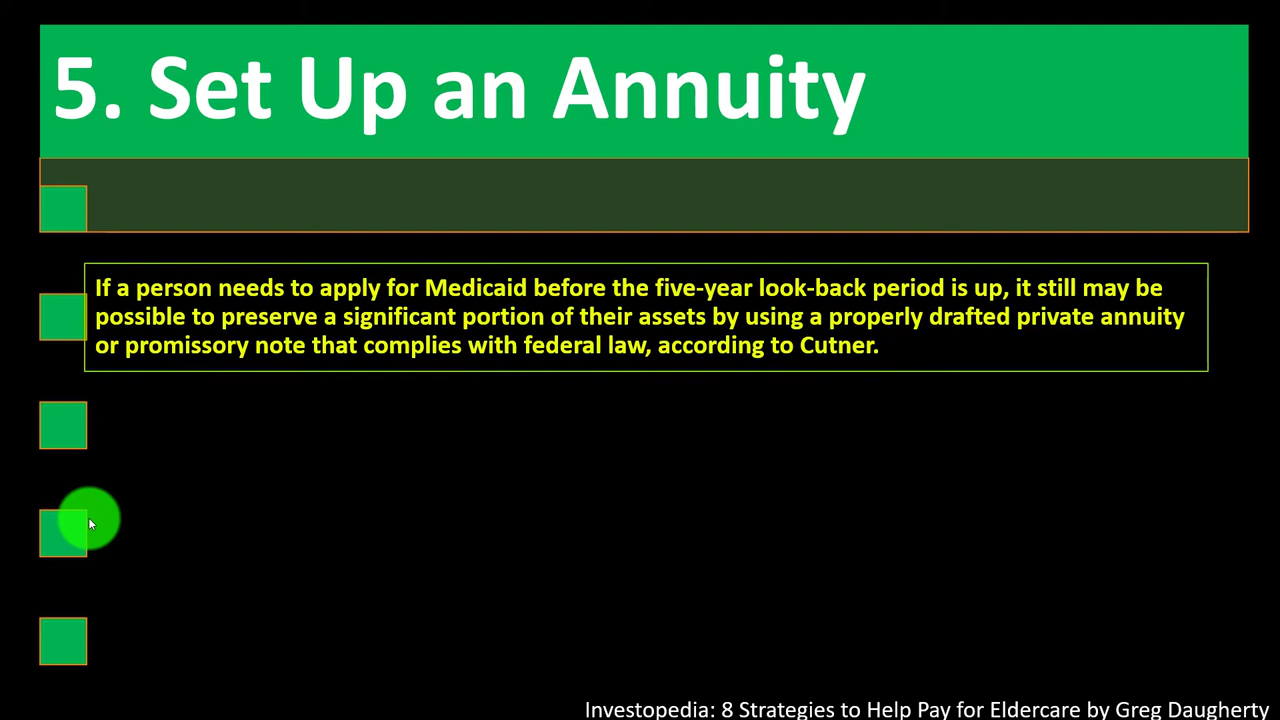 5. Set Up an Annuity
If a person needs to apply for Medicaid before the five-year look-back period is up, it still may be
possible to preserve a significant portion of their assets by using a properly drafted private annuity
or promissory note that complies with federal law, according to Cutner.
Investopedia: 8 Strategies to Help Pay for Eldercare by Greg Daugherty